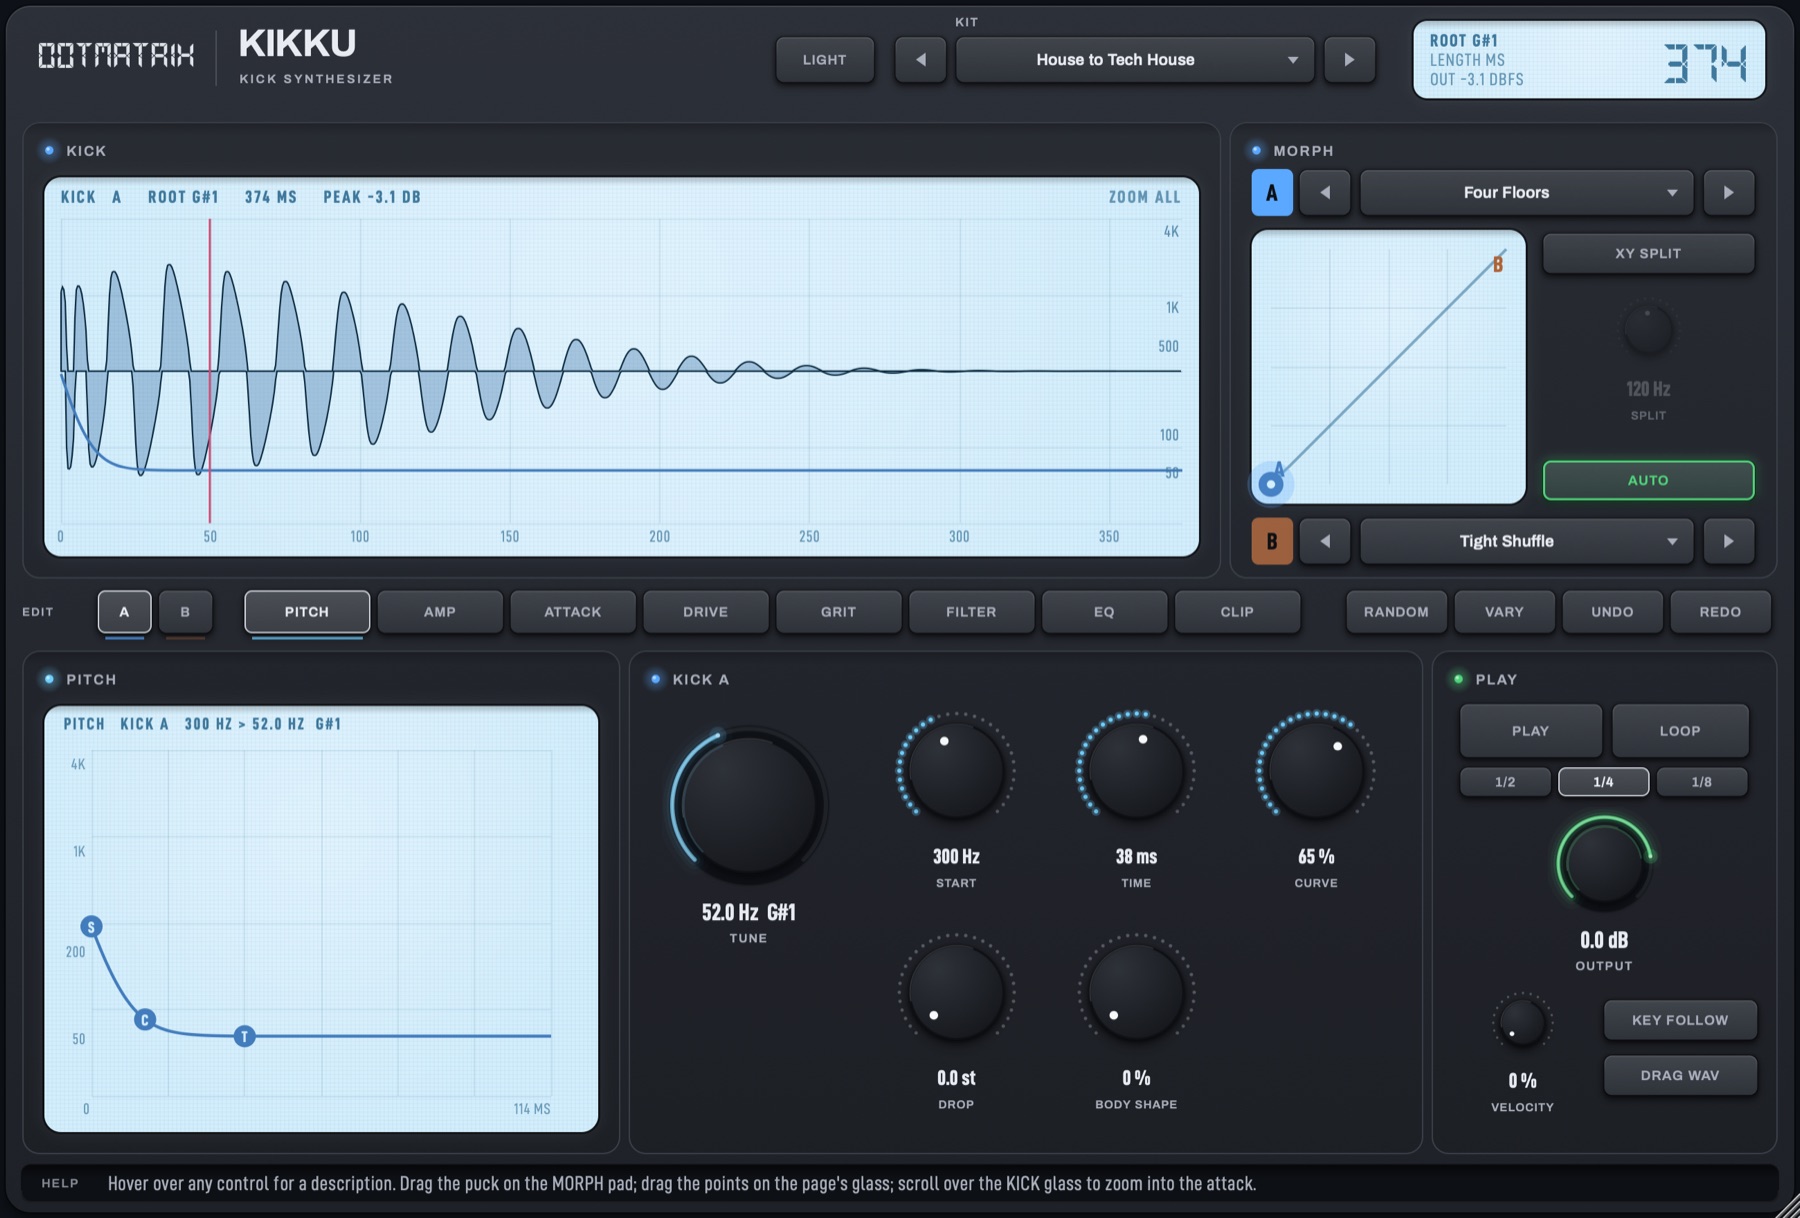 DOTMATRIX
KIKKU
KICK SYNTHESIZER
LIGHT
KIT
House to Tech House
ROOT G#1
LENGTH MS
OUT -3.1 DBFS
374
KICK
KICK A ROOT G#1 374 MS PEAK -3.1 DB ZOOM ALL
4K
1K
500
100
50
0 50 100 150 200 250 300 350
MORPH
A Four Floors
B
A
XY SPLIT
120 Hz
SPLIT
AUTO
B Tight Shuffle
EDIT A B PITCH AMP ATTACK DRIVE GRIT FILTER EQ CLIP RANDOM VARY UNDO REDO
PITCH
PITCH KICK A 300 HZ > 52.0 HZ G#1
4K
1K
S
200
C
50 T
0 114 MS
KICK A
52.0 Hz G#1
TUNE
300 Hz
START
38 ms
TIME
65 %
CURVE
0.0 st
DROP
0 %
BODY SHAPE
PLAY
PLAY LOOP
1/2 1/4 1/8
0.0 dB
OUTPUT
0 %
VELOCITY
KEY FOLLOW
DRAG WAV
HELP Hover over any control for a description. Drag the puck on the MORPH pad; drag the points on the page's glass; scroll over the KICK glass to zoom into the attack.